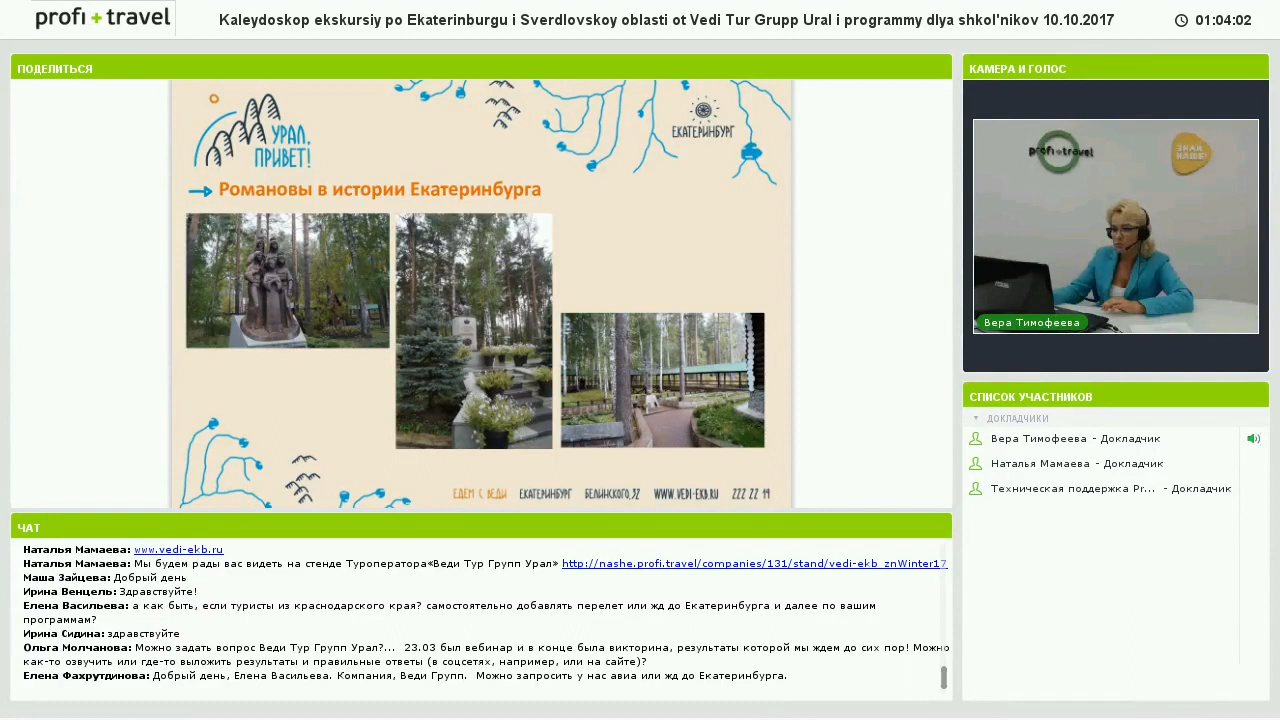 profi+travel
Kaleydoskop ekskursiy po Ekaterinburgu i Sverdlovskoy oblasti ot Vedi Tur Grupp Ural i programmy dlya shkol'nikov 10.10.2017
01:04:02
ПОДЕЛИТЬСЯ
УРАЛ,
ПРИВЕТ!
ЕКАТЕРИНБУРГ
Романовы в истории Екатеринбурга
ЕДЕМ С ВЕДИ ЕКАТЕРИНБУРГ БЕЛИНСКОГО,32 WWW.VEDI-EKB.RU 222 22 19
КАМЕРА И ГОЛОС
profi+travel
ЗНАЙ
НАШЕ!
Вера Тимофеева
СПИСОК УЧАСТНИКОВ
ДОКЛАДЧИКИ
Вера Тимофеева - Докладчик
Наталья Мамаева - Докладчик
Техническая поддержка Pr... - Докладчик
ЧАТ
Наталья Мамаева: www.vedi-ekb.ru
Наталья Мамаева: Мы будем рады вас видеть на стенде Туроператора«Веди Тур Групп Урал» http://nashe.profi.travel/companies/131/stand/vedi-ekb_znWinter17
Маша Зайцева: Добрый день
Ирина Венцель: Здравствуйте!
Елена Васильева: а как быть, если туристы из краснодарского края? самостоятельно добавлять перелет или жд до Екатеринбурга и далее по вашим
программам?
Ирина Сидина: здравствуйте
Ольга Молчанова: Можно задать вопрос Веди Тур Групп Урал?... 23.03 был вебинар и в конце была викторина, результаты которой мы ждем до сих пор! Можно
как-то озвучить или где-то выложить результаты и правильные ответы (в соцсетях, например, или на сайте)?
Елена Фахрутдинова: Добрый день, Елена Васильева. Компания, Веди Групп. Можно запросить у нас авиа или жд до Екатеринбурга.